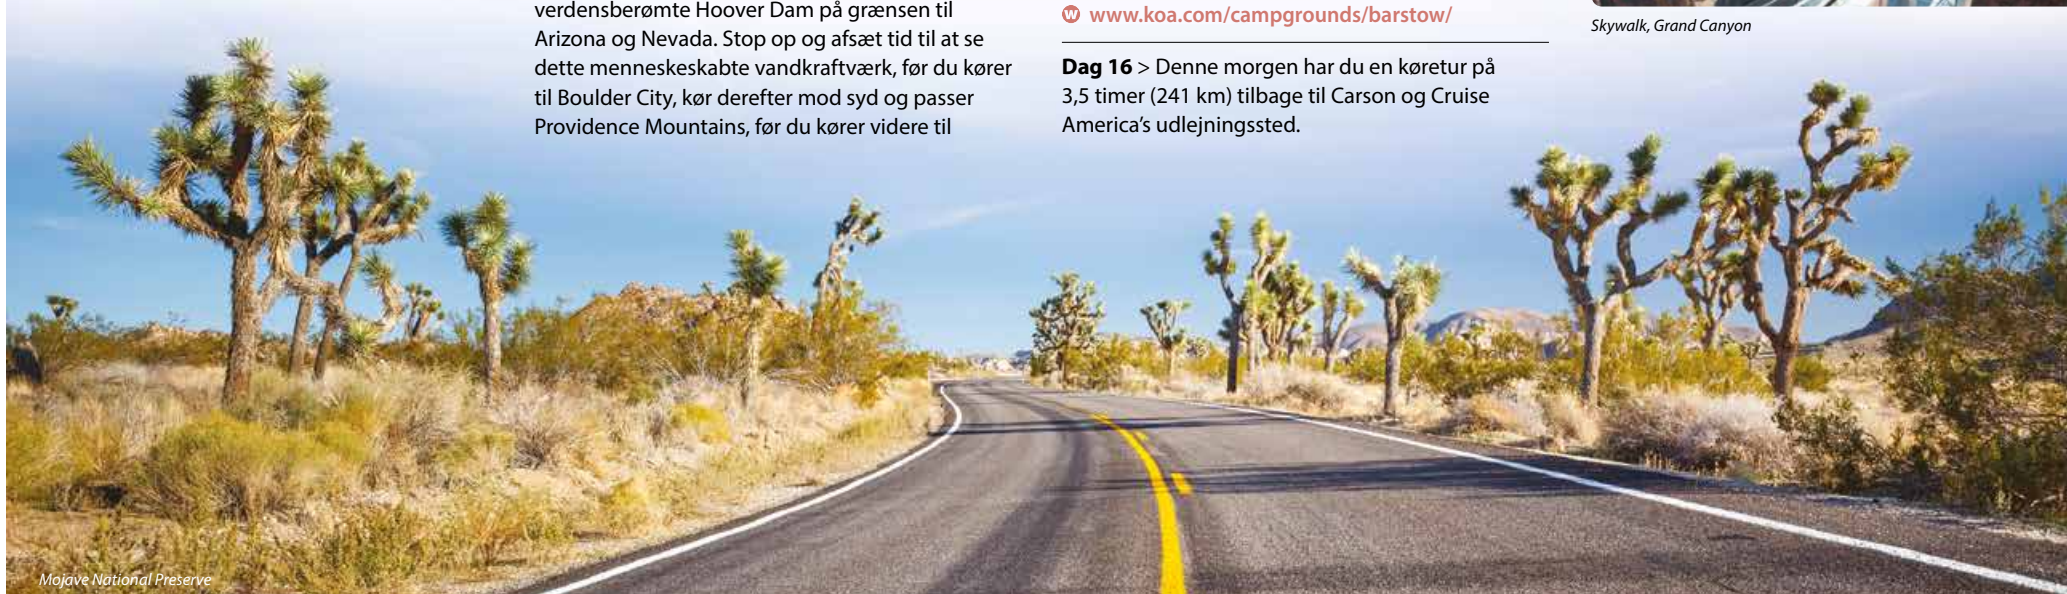 verdensberømte Hoover Dam på grænsen til
Arizona og Nevada. Stop op og afsæt tid til at se
dette menneskeskabte vandkraftværk, før du kører
til Boulder City, kør derefter mod syd og passer
Providence Mountains, før du kører videre til
www.koa.com/campgrounds/barstow/
Dag 16 > Denne morgen har du en køretur på
3,5 timer (241 km) tilbage til Carson og Cruise
America’s udlejningssted.
Skywalk, Grand Canyon
Mojave National Preserve